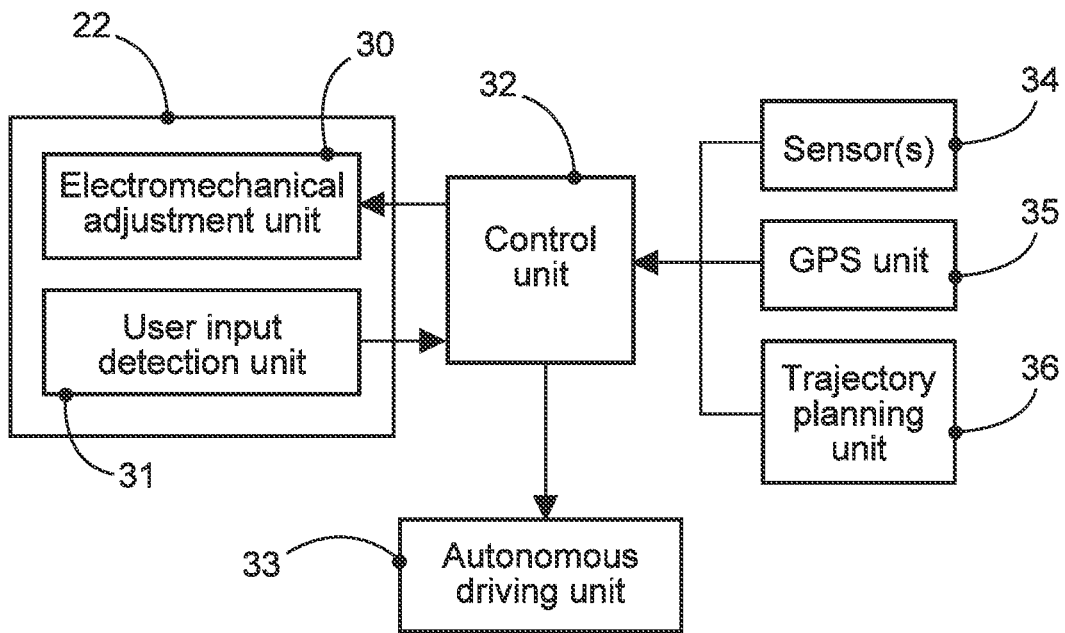 22
30
Electromechanical
adjustment unit
User input
detection unit
31
32
Control
unit
34
Sensor(s)
35
GPS unit
36
Trajectory
planning
unit
33
Autonomous
driving unit